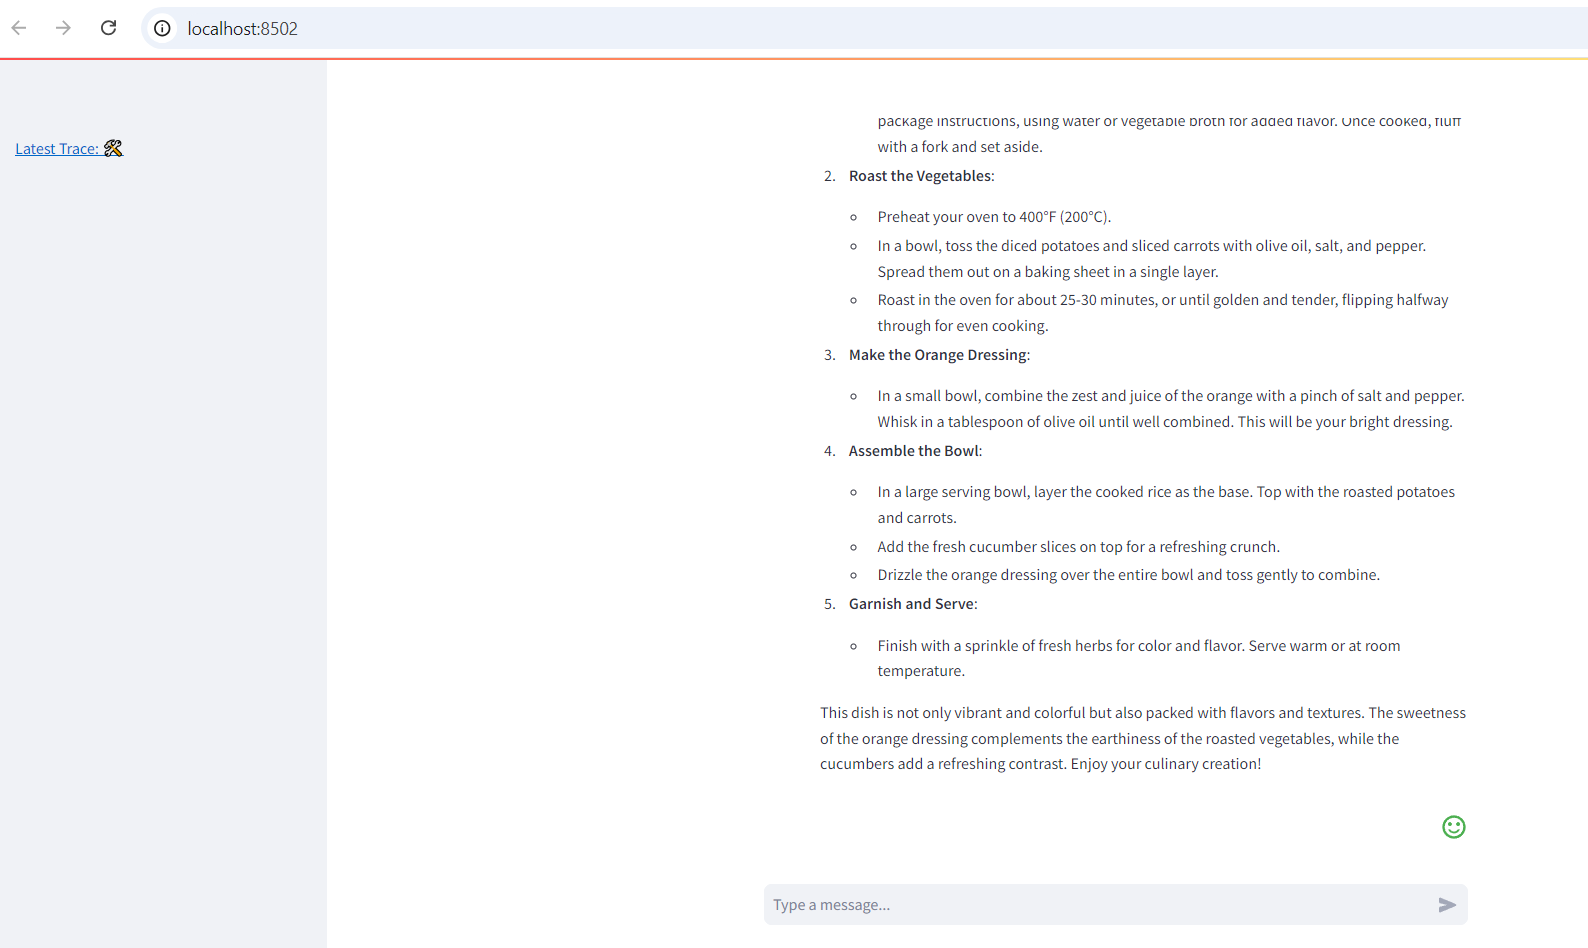 localhost:8502
Latest Trace: 🛠
package instructions, using water or vegetable broth for added flavor. Once cooked, fluff
with a fork and set aside.
2. Roast the Vegetables:
Preheat your oven to 400°F (200°C).
In a bowl, toss the diced potatoes and sliced carrots with olive oil, salt, and pepper.
Spread them out on a baking sheet in a single layer.
Roast in the oven for about 25-30 minutes, or until golden and tender, flipping halfway
through for even cooking.
3. Make the Orange Dressing:
In a small bowl, combine the zest and juice of the orange with a pinch of salt and pepper.
Whisk in a tablespoon of olive oil until well combined. This will be your bright dressing.
4. Assemble the Bowl:
In a large serving bowl, layer the cooked rice as the base. Top with the roasted potatoes
and carrots.
Add the fresh cucumber slices on top for a refreshing crunch.
Drizzle the orange dressing over the entire bowl and toss gently to combine.
5. Garnish and Serve:
Finish with a sprinkle of fresh herbs for color and flavor. Serve warm or at room
temperature.
This dish is not only vibrant and colorful but also packed with flavors and textures. The sweetness
of the orange dressing complements the earthiness of the roasted vegetables, while the
cucumbers add a refreshing contrast. Enjoy your culinary creation!
Type a message...